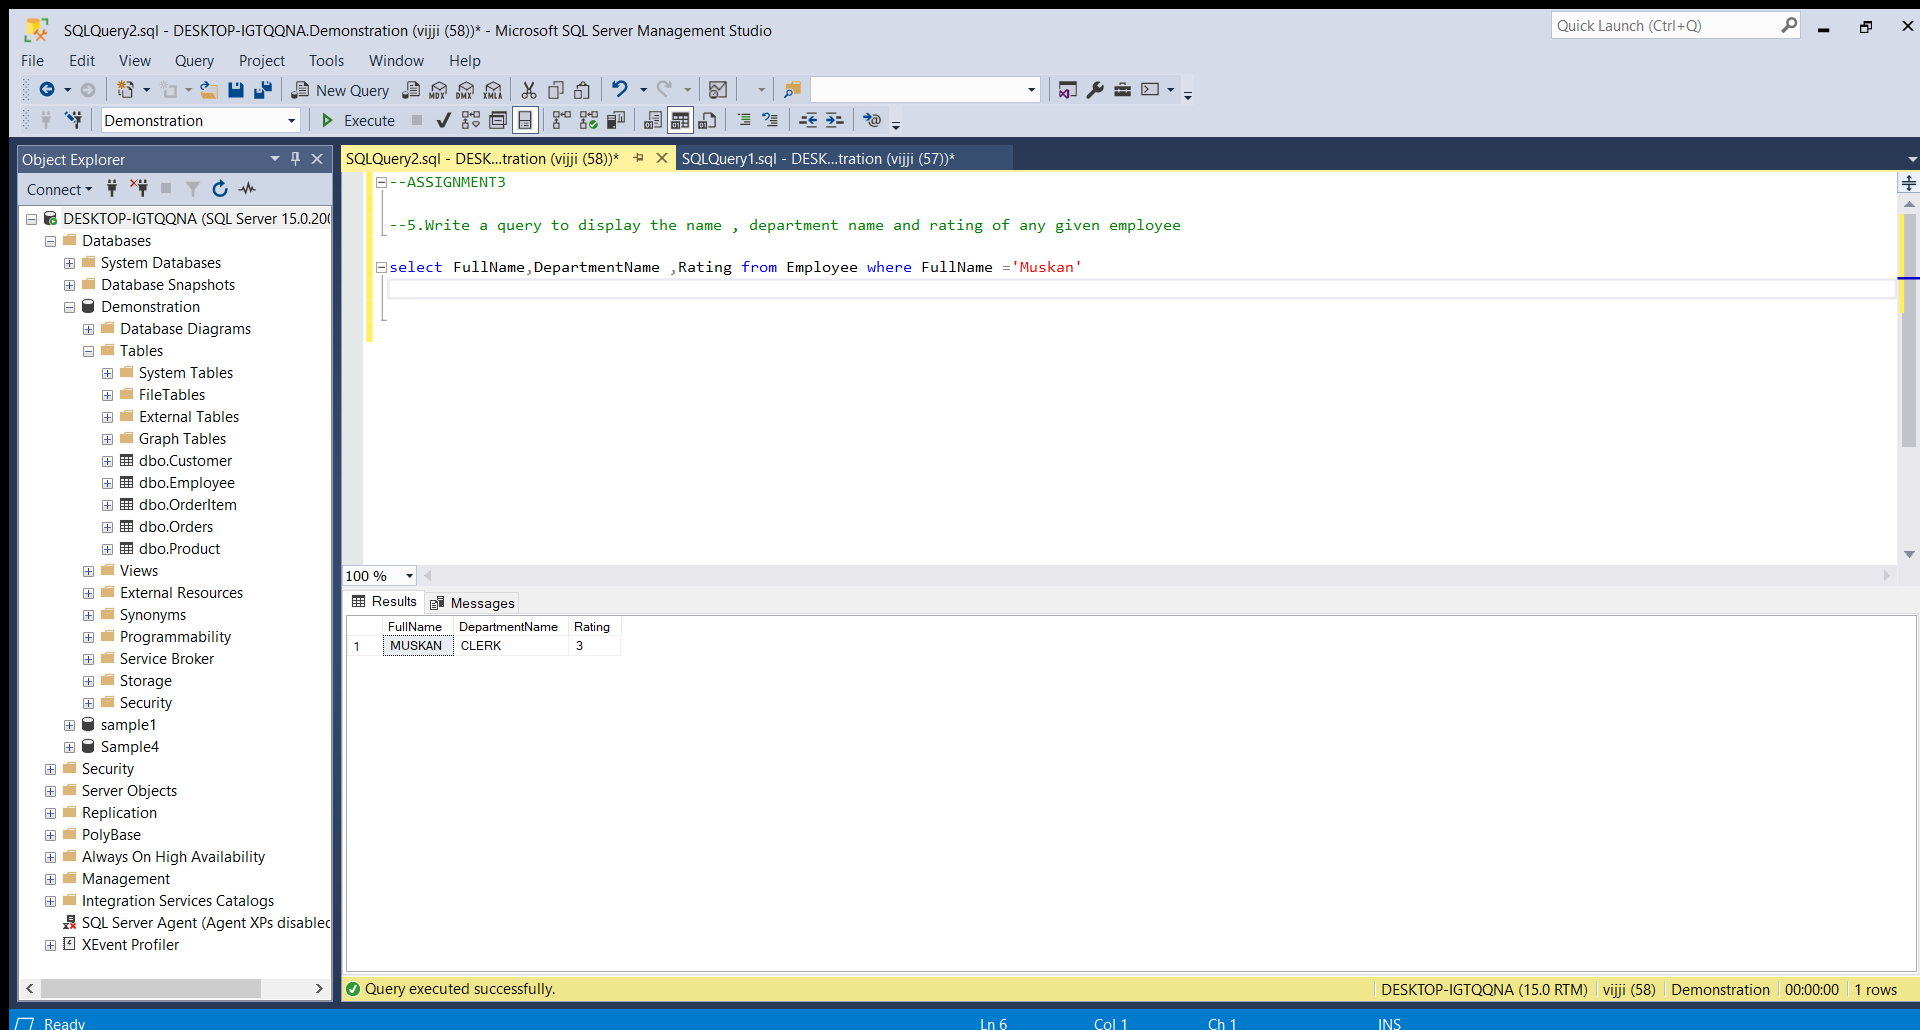 SQLQuery2.sql - DESKTOP-IGTQQNA.Demonstration (vijji (58))* - Microsoft SQL Server Management Studio
Quick Launch (Ctrl+Q)
File Edit View Query Project Tools Window Help
New Query
MDX DMX XMLA
Demonstration
Execute
Object Explorer
SQLQuery2.sql - DESK...tration (vijji (58))*
SQLQuery1.sql - DESK...tration (vijji (57))*
Connect
DESKTOP-IGTQQNA (SQL Server 15.0.200
Databases
System Databases
Database Snapshots
Demonstration
Database Diagrams
Tables
System Tables
FileTables
External Tables
Graph Tables
dbo.Customer
dbo.Employee
dbo.OrderItem
dbo.Orders
dbo.Product
Views
External Resources
Synonyms
Programmability
Service Broker
Storage
Security
sample1
Sample4
Security
Server Objects
Replication
PolyBase
Always On High Availability
Management
Integration Services Catalogs
SQL Server Agent (Agent XPs disabled
XEvent Profiler
--ASSIGNMENT3
--5.Write a query to display the name , department name and rating of any given employee
select FullName,DepartmentName ,Rating from Employee where FullName ='Muskan'
100 %
Results Messages
FullName DepartmentName Rating
1 MUSKAN CLERK 3
Query executed successfully.
DESKTOP-IGTQQNA (15.0 RTM) vijji (58) Demonstration 00:00:00 1 rows
Ready
Ln 6 Col 1 Ch 1 INS